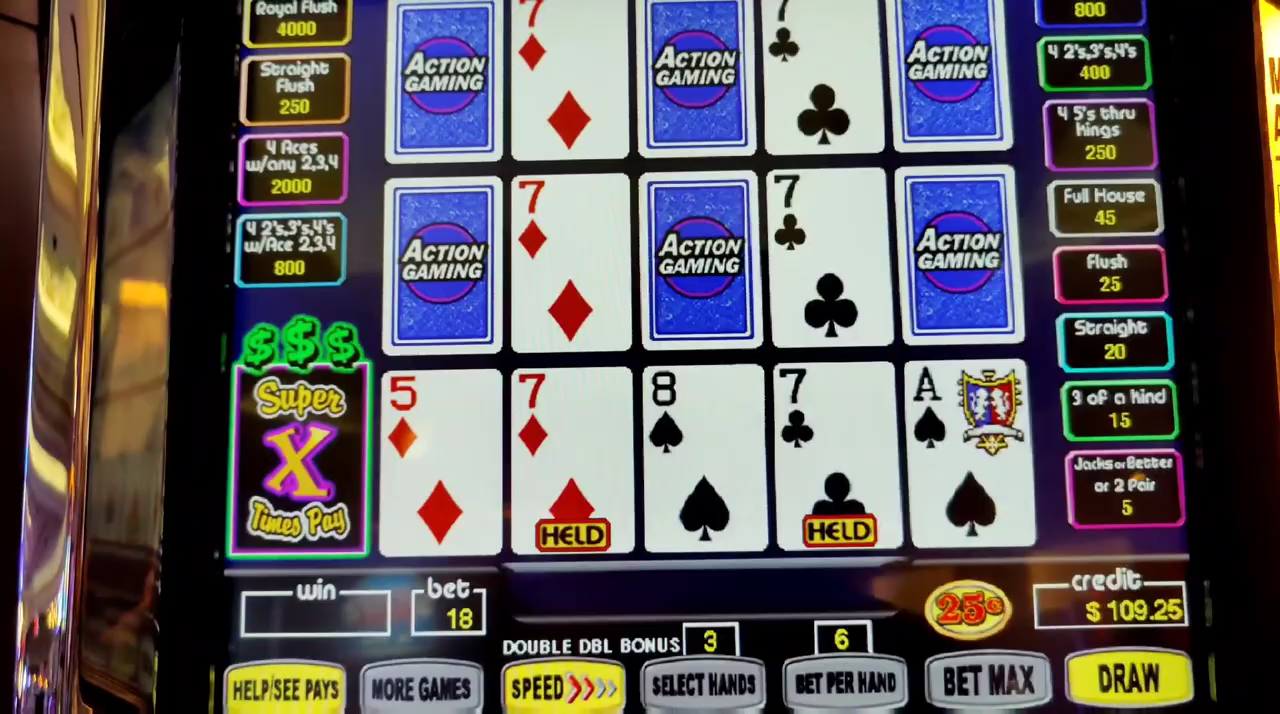 Royal Flush
4000
Straight
Flush
250
4 Aces
w/any 2,3,4
2000
4 2's,3's,4's
w/Ace 2,3,4
800
$$$
Super
X
Times Pay
ACTION
GAMING
7
ACTION
GAMING
7
ACTION
GAMING
ACTION
GAMING
7
ACTION
GAMING
7
ACTION
GAMING
5
7
HELD
8
7
HELD
A
800
4 2's,3's,4's
400
4 5's thru
kings
250
Full House
45
Flush
25
Straight
20
3 of a kind
15
Jacks or Better
or 2 Pair
5
win
bet
18
25¢
credit
$ 109.25
DOUBLE DBL BONUS
3
6
HELP/SEE PAYS
MORE GAMES
SPEED
SELECT HANDS
BET PER HAND
BET MAX
DRAW